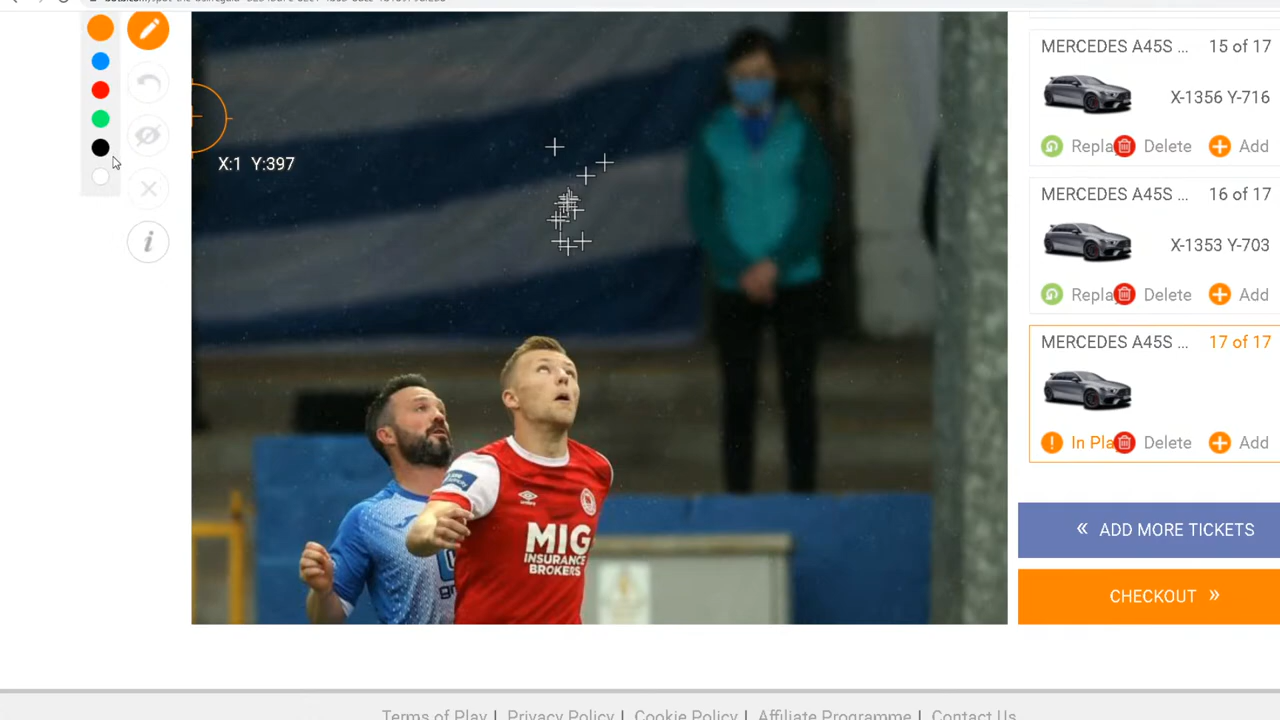 MERCEDES A45S ... 15 of 17
X-1356 Y-716
Repla Delete Add
X:1 Y:397
MERCEDES A45S ... 16 of 17
X-1353 Y-703
Repla Delete Add
MERCEDES A45S ... 17 of 17
In Pla Delete Add
umbro
MIG
INSURANCE
BROKERS
« ADD MORE TICKETS
CHECKOUT »
Terms of Play | Privacy Policy | Cookie Policy | Affiliate Programme | Contact Us